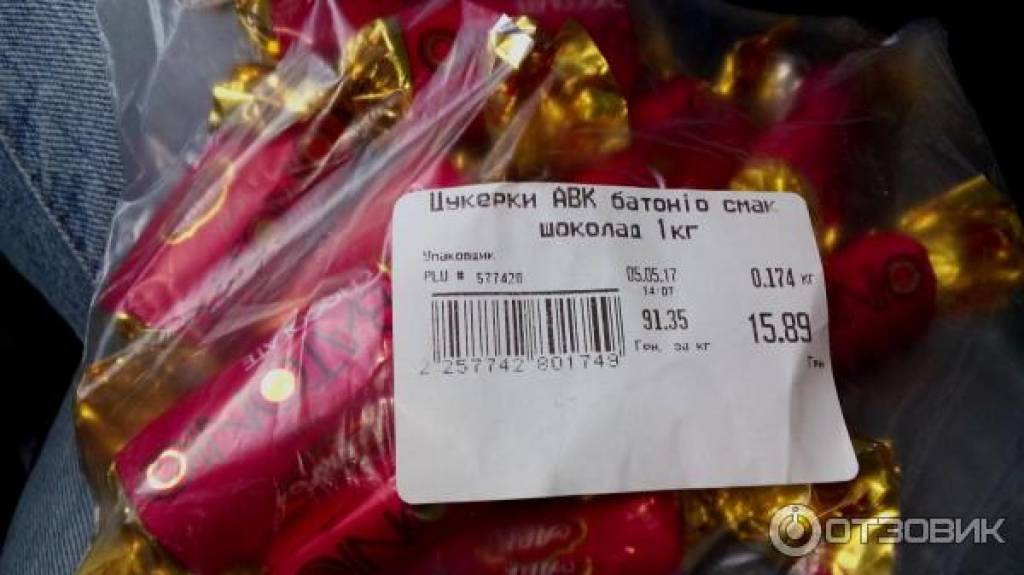 Цукерки АВК батоніо смак
шоколад 1кг
Упаковщик
PLU # 577428
05.05.17
14:07
0.174 кг
91.35
15.89
Грн. за кг
Грн
2 257742 801749
ОТЗОВИК